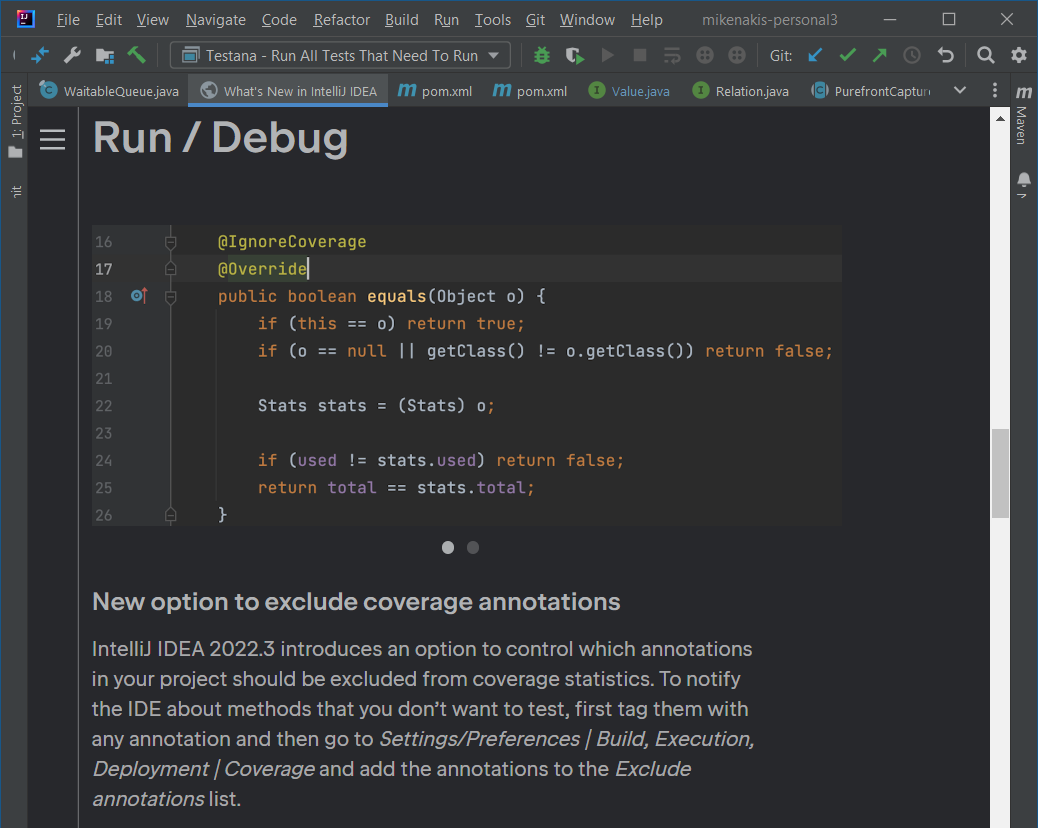 File Edit View Navigate Code Refactor Build Run Tools Git Window Help mikenakis-personal3
Testana - Run All Tests That Need To Run Git:
WaitableQueue.java What's New in IntelliJ IDEA pom.xml pom.xml Value.java Relation.java PurefrontCaptur
1: Project
Maven
Run / Debug
16 @IgnoreCoverage
17 @Override
18 public boolean equals(Object o) {
19 if (this == o) return true;
20 if (o == null || getClass() != o.getClass()) return false;
21
22 Stats stats = (Stats) o;
23
24 if (used != stats.used) return false;
25 return total == stats.total;
26 }
New option to exclude coverage annotations
IntelliJ IDEA 2022.3 introduces an option to control which annotations
in your project should be excluded from coverage statistics. To notify
the IDE about methods that you don’t want to test, first tag them with
any annotation and then go to Settings/Preferences | Build, Execution,
Deployment | Coverage and add the annotations to the Exclude
annotations list.